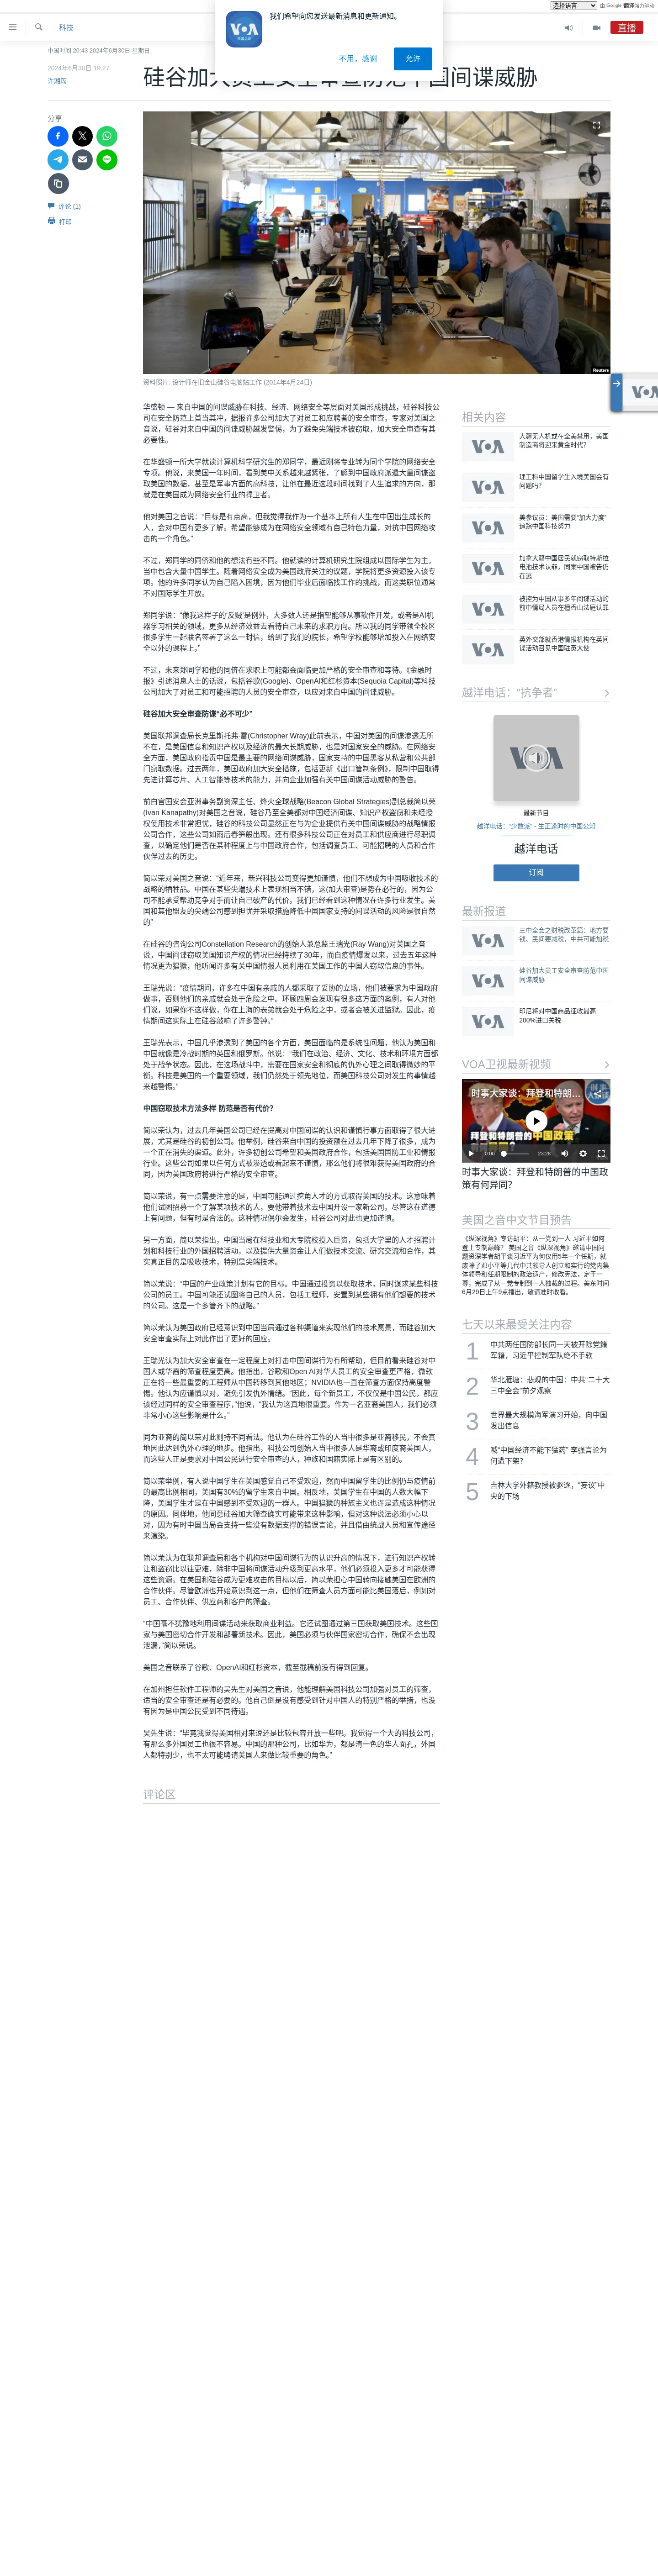 选择语言
由 Google 翻译强力驱动
我们希望向您发送最新消息和更新通知。
VOA
不用，感谢
允许
科技
直播
中国时间 20:43 2024年6月30日 星期日
2024年6月30日 19:27
许湘筠
分享
评论 (1)
打印
Reuters
资料照片: 设计师在旧金山硅谷电脑站工作 (2014年4月24日)
华盛顿 — 来自中国的间谍威胁在科技、经济、网络安全等层面对美国形成挑战，硅谷科技公
司在安全防范上首当其冲，据报许多公司加大了对员工和应聘者的安全审查。专家对美国之
音说，硅谷对来自中国的间谍威胁越发警惕，为了避免尖端技术被窃取，加大安全审查有其
必要性。
在华盛顿一所大学就读计算机科学研究生的郑同学，最近刚将专业转为同个学院的网络安全
专理。他说，来美国一年时间，看到美中关系越来越紧张，了解到中国政府派遣大量间谍盗
取美国的数据，甚至是军事方面的高科技，让他在最近这段时间找到了人生追求的方向，那
就是在美国成为网络安全行业的捍卫者。
他对美国之音说：“目标是有点高，但我觉得我作为一个基本上所有人生在中国出生成长的
人，会对中国有更多了解。希望能够成为在网络安全领域有自己特色力量，对抗中国网络攻
击的一个角色。”
不过，郑同学的同侪和他的想法有些不同。他就读的计算机研究生院组成以国际学生为主，
当中包含大量中国学生。随着网络安全成为美国政府关注的议题，学院将更多资源投入该专
项。他的许多同学认为自己陷入困境，因为他们毕业后面临找工作的挑战，而这类职位通常
不对国际学生开放。
郑同学说：“像我这样子的‘反贼’是例外，大多数人还是指望能够从事软件开发，或者是AI机
器学习相关的领域，更多从经济效益去看待自己未来的求职方向。所以我的同学带领全校区
很多学生一起联名签署了这么一封信，给到了我们的院长，希望学校能够增加投入在网络安
全以外的课程上。”
不过，未来郑同学和他的同侪在求职上可能都会面临更加严格的安全审查和等待。《金融时
报》引述消息人士的话说，包括谷歌(Google)、OpenAI和红杉资本(Sequoia Capital)等科技
公司加大了对员工和可能招聘的人员的安全审查，以应对来自中国的间谍威胁。
硅谷加大安全审查防谍“必不可少”
美国联邦调查局长克里斯托弗·雷(Christopher Wray)此前表示，中国对美国的间谍渗透无所
不在，是美国信息和知识产权以及经济的最大长期威胁，也是对国家安全的威胁。在网络安
全方面，美国政府指责中国是最主要的网络间谍威胁，国家支持的中国黑客从私营和公共部
门窃取数据。过去两年，美国政府加大安全措施，包括更新《出口管制条例》，限制中国取得
先进计算芯片、人工智能等技术的能力，并向企业加强有关中国间谍活动威胁的警告。
前白宫国安会亚洲事务副资深主任、烽火全球战略(Beacon Global Strategies)副总裁简以荣
(Ivan Kanapathy)对美国之音说，硅谷乃至全美都对中国经济间谍、知识产权盗窃和未经授
权使用技术非常担忧，硅谷的科技公司显然正在与为企业提供有关中国间谍威胁的战略情报
公司合作，这些公司如雨后春笋般出现。还有很多科技公司正在对员工和供应商进行尽职调
查，以确定他们是否在某种程度上与中国政府合作，包括调查员工、可能招聘的人员和合作
伙伴过去的历史。
简以荣对美国之音说：“近年来，新兴科技公司变得更加谨慎，他们不想成为中国吸收技术的
战略的牺牲品。中国在某些尖端技术上表现相当不错，这(加大审查)是势在必行的，因为公
司不能承受帮助竞争对手而让自己破产的代价。我们已经看到这种情况在许多行业发生。美
国和其他盟友的尖端公司感到担忧并采取措施降低中国国家支持的间谍活动的风险是很自然
的”
在硅谷的咨询公司Constellation Research的创始人兼总监王瑞光(Ray Wang)对美国之音
说，中国间谍窃取美国知识产权的情况已经持续了30年，而自疫情爆发以来，过去五年这种
情况更为猖獗，他听闻许多有关中国情报人员利用在美国工作的中国人窃取信息的事件。
王瑞光说：“疫情期间，许多在中国有亲戚的人都采取了妥协的立场，他们被要求为中国政府
做事，否则他们的亲戚就会处于危险之中。环顾四周会发现有很多这方面的案例，有人对他
们说，如果你不这样做，你在上海的表弟就会处于危险之中，或者会被关进监狱。因此，疫
情期间这实际上在硅谷敲响了许多警钟。”
王瑞光表示，中国几乎渗透到了美国的各个方面，美国面临的是系统性问题，他认为美国和
中国就像是冷战时期的英国和俄罗斯。他说：“我们在政治、经济、文化、技术和环境方面都
处于战争状态。因此，在这场战斗中，需要在国家安全和彻底的仇外心理之间取得微妙的平
衡。科技是美国的一个重要领域，我们仍然处于领先地位，而美国科技公司对发生的事情越
来越警惕。”
中国窃取技术方法多样 防范是否有代价？
简以荣认为，过去几年美国公司已经在提高对中国间谍的认识和谨慎行事方面取得了很大进
展，尤其是硅谷的初创公司。他举例，硅谷来自中国的投资额在过去几年下降了很多，成为
一个正在消失的渠道。此外，许多初创公司希望和美国政府合作，包括美国国防工业和情报
行业。这些公司如果以任何方式被渗透或看起来不谨慎，那么他们将很难获得美国政府的合
同，因为美国政府将进行严格的安全审查。
简以荣说，有一点需要注意的是，中国可能通过挖角人才的方式取得美国的技术。这意味着
他们试图招募一个了解某项技术的人，要他带着技术去中国开设一家新公司。尽管这在道德
上有问题，但有时是合法的。这种情况偶尔会发生，硅谷公司对此也更加谨慎。
另一方面，简以荣指出，中国当局在科技业和大专院校投入巨资，包括大学里的人才招聘计
划和科技行业的外国招聘活动，以及提供大量资金让人们做技术交流、研究交流和合作，其
实真正目的是吸收技术，特别是尖端技术。
简以荣说：“中国的产业政策计划有它的目标。中国通过投资以获取技术，同时谋求某些科技
公司的员工。中国可能还试图将自己的人员，包括工程师，安置到某些拥有他们想要的技术
的公司。这是一个多管齐下的战略。”
简以荣认为美国政府已经意识到中国当局通过各种渠道来实现他们的技术愿景，而硅谷加大
安全审查实际上对此作出了更好的回应。
王瑞光认为加大安全审查在一定程度上对打击中国间谍行为有所帮助，但目前看来硅谷对中
国人或华裔的筛查程度更高。他指出，谷歌和Open AI对华人员工的安全审查更严格，微软
正在将一些最重要的工程师从中国转移到其他地区；NVIDIA也一直在筛查方面保持高度警
惕。他认为应谨慎以对，避免引发仇外情绪。“因此，每个新员工，不仅仅是中国公民，都应
该经过同样的安全审查程序，”他说，“我认为这真地很重要。作为一名亚裔美国人，我们必须
非常小心这些影响是什么。”
同为亚裔的简以荣对此则持不同看法。他认为在硅谷工作的人当中很多是亚裔移民，不会真
地因此达到仇外心理的地步。他指出，科技公司创始人当中很多人是华裔或印度裔美国人，
而这些人正是要求对中国公民进行安全审查的人，种族和国籍实际上是有区别的。
简以荣举例，有人说中国学生在美国感觉自己不受欢迎，然而中国留学生的比例仍与疫情前
的最高比例相同，美国有30%的留学生来自中国。相反地，美国学生在中国的人数大幅下
降，美国学生才是在中国感到不受欢迎的一群人。中国猖獗的种族主义也许是造成这种情况
的原因。同样地，他同意硅谷加大筛查确实可能带来这种影响，但对这种说法必须小心以
对，因为有时中国当局会支持一些没有数据支撑的错误言论，并且借由统战人员和宣传途径
来渲染。
简以荣认为在联邦调查局和各个机构对中国间谍行为的认识升高的情况下，进行知识产权转
让和盗窃比以往更难，除非中国将间谍活动升级到更高水平，他们必须投入更多才可能获得
这些资源。在美国和硅谷成为更难攻击的目标以后，简以荣担心中国转向接触美国在欧洲的
合作伙伴。尽管欧洲也开始意识到这一点，但他们在筛查人员方面可能比美国落后，例如对
员工、合作伙伴、供应商和客户的筛查。
“中国毫不犹豫地利用间谍活动来获取商业利益。它还试图通过第三国获取美国技术。这些国
家与美国密切合作开发和部署新技术。因此，美国必须与伙伴国家密切合作，确保不会出现
泄漏，”简以荣说。
美国之音联系了谷歌、OpenAI和红杉资本，截至截稿前没有得到回复。
在加州担任软件工程师的吴先生对美国之音说，他能理解美国科技公司加强对员工的筛查，
适当的安全审查还是有必要的。他自己倒是没有感受到针对中国人的特别严格的举措，也没
有因为是中国公民受到不同待遇。
吴先生说：“毕竟我觉得美国相对来说还是比较包容开放一些吧。我觉得一个大的科技公司，
有那么多外国员工也很不容易。中国的那种公司，比如华为，都是清一色的华人面孔，外国
人都特别少，也不太可能聘请美国人来做比较重要的角色。”
评论区
相关内容
大疆无人机或在全美禁用，美国
制造商将迎来黄金时代？
理工科中国留学生入境美国会有
问题吗？
美参议员：美国需要“加大力度”
追踪中国科技努力
加拿大籍中国居民就窃取特斯拉
电池技术认罪，同案中国被告仍
在逃
被控为中国从事多年间谍活动的
前中情局人员在檀香山法庭认罪
英外交部就香港情报机构在英间
谍活动召见中国驻英大使
越洋电话：“抗争者”
最新节目
越洋电话：“少数派” - 生正逢时的中国公知
越洋电话
订阅
最新报道
三中全会之财税改革篇：地方要
钱、民间要减税，中共可能加税
硅谷加大员工安全审查防范中国
间谍威胁
印尼将对中国商品征收最高
200%进口关税
VOA卫视最新视频
时事大家谈：拜登和特朗...
拜登和特朗普的中国政策
0:00
23:28
时事大家谈：拜登和特朗普的中国政
策有何异同？
美国之音中文节目预告
《纵深视角》专访胡平：从一党到一人 习近平如何
登上专制巅峰？ 美国之音《纵深视角》邀请中国问
题资深学者胡平谈习近平为何仅用5年一个任期，就
废除了邓小平等几代中共领导人创立和实行的党内集
体领导和任期限制的政治遗产，修改宪法，定于一
尊，完成了从一党专制到一人独裁的过程。美东时间
6月29日上午9点播出，敬请准时收看。
七天以来最受关注内容
1
中共两任国防部长同一天被开除党籍
军籍，习近平控制军队绝不手软
2
华北雁塘：悲观的中国：中共“二十大
三中全会”前夕观察
3
世界最大规模海军演习开始，向中国
发出信息
4
喊“中国经济不能下猛药” 李强言论为
何遭下架？
5
吉林大学外籍教授被驱逐，“妄议”中
央的下场